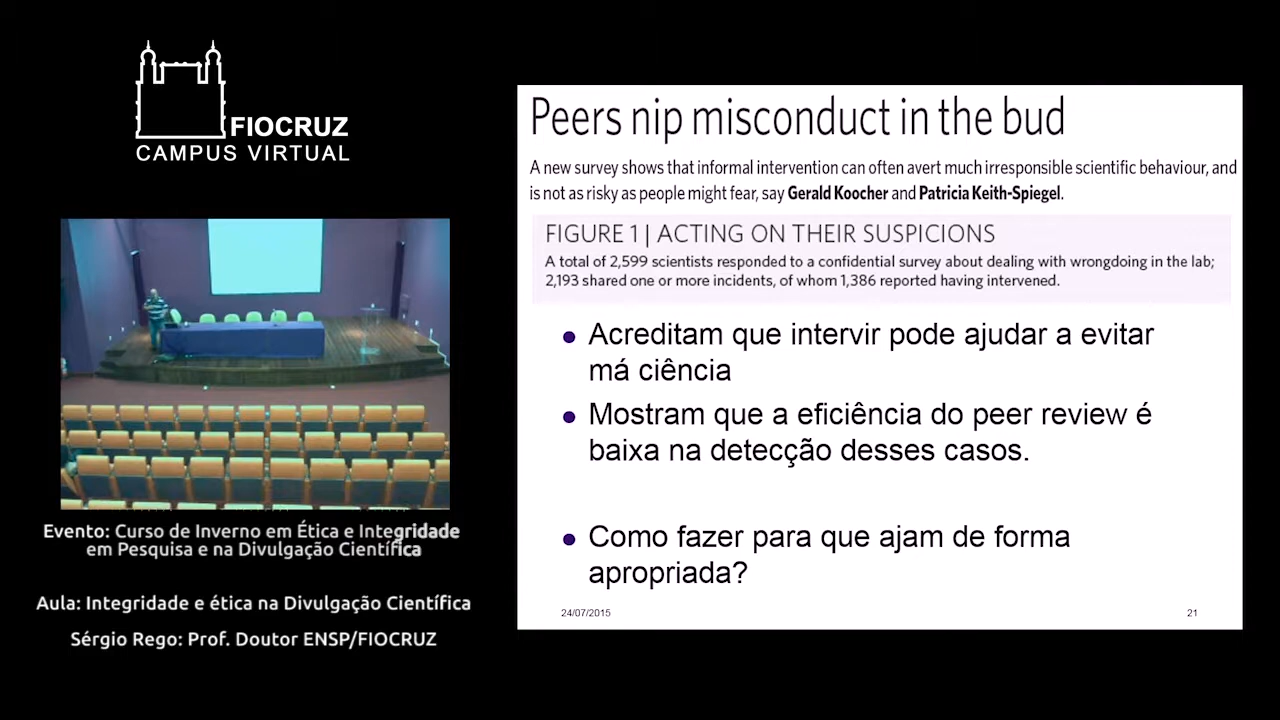 FIOCRUZ
CAMPUS VIRTUAL
Evento: Curso de Inverno em Ética e Integridade
em Pesquisa e na Divulgação Científica
Aula: Integridade e ética na Divulgação Científica
Sérgio Rego: Prof. Doutor ENSP/FIOCRUZ
Peers nip misconduct in the bud
A new survey shows that informal intervention can often avert much irresponsible scientific behaviour, and
is not as risky as people might fear, say Gerald Koocher and Patricia Keith-Spiegel.
FIGURE 1 | ACTING ON THEIR SUSPICIONS
A total of 2,599 scientists responded to a confidential survey about dealing with wrongdoing in the lab;
2,193 shared one or more incidents, of whom 1,386 reported having intervened.
• Acreditam que intervir pode ajudar a evitar
má ciência
• Mostram que a eficiência do peer review é
baixa na detecção desses casos.
• Como fazer para que ajam de forma
apropriada?
24/07/2015
21